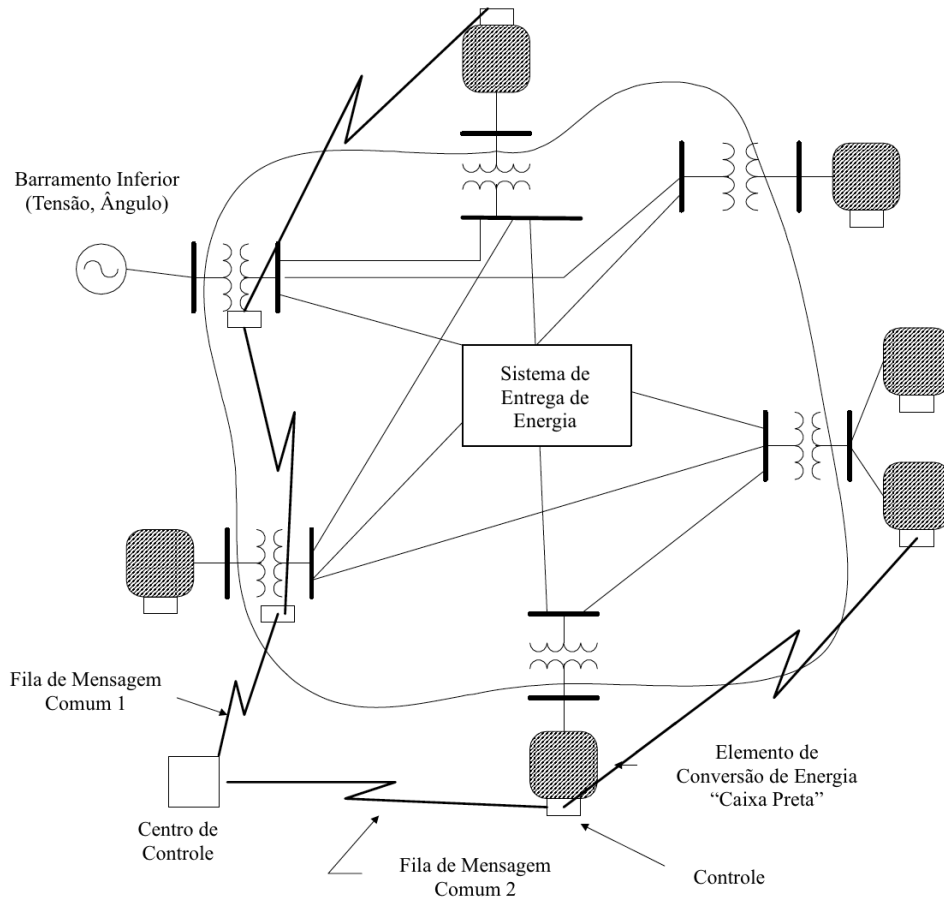 Barramento Inferior
(Tensão, Ângulo)
Sistema de
Entrega de
Energia
Fila de Mensagem
Comum 1
Elemento de
Conversão de Energia
“Caixa Preta”
Centro de
Controle
Fila de Mensagem
Comum 2
Controle